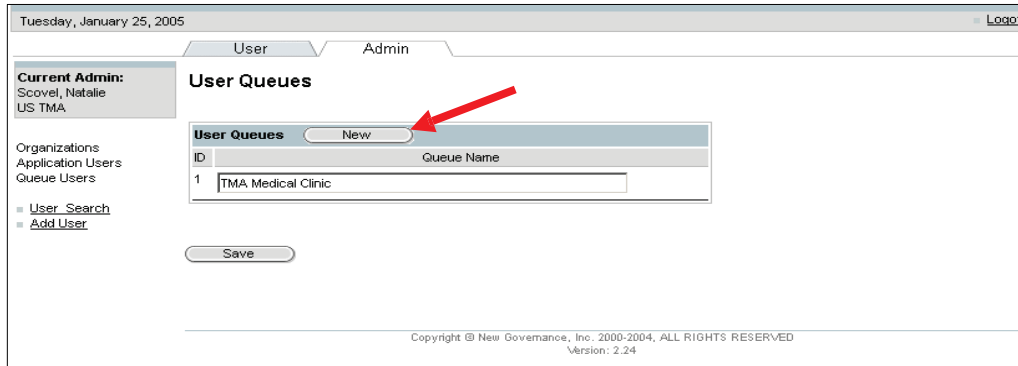 Tuesday, January 25, 2005
User
Admin
Current Admin:
Scovel, Natalie
US TMA
Organizations
Application Users
Queue Users
User Search
Add User
User Queues
User Queues New
ID Queue Name
1 TMA Medical Clinic
Save
Copyright © New Governance, Inc. 2000-2004, ALL RIGHTS RESERVED
Version: 2.24